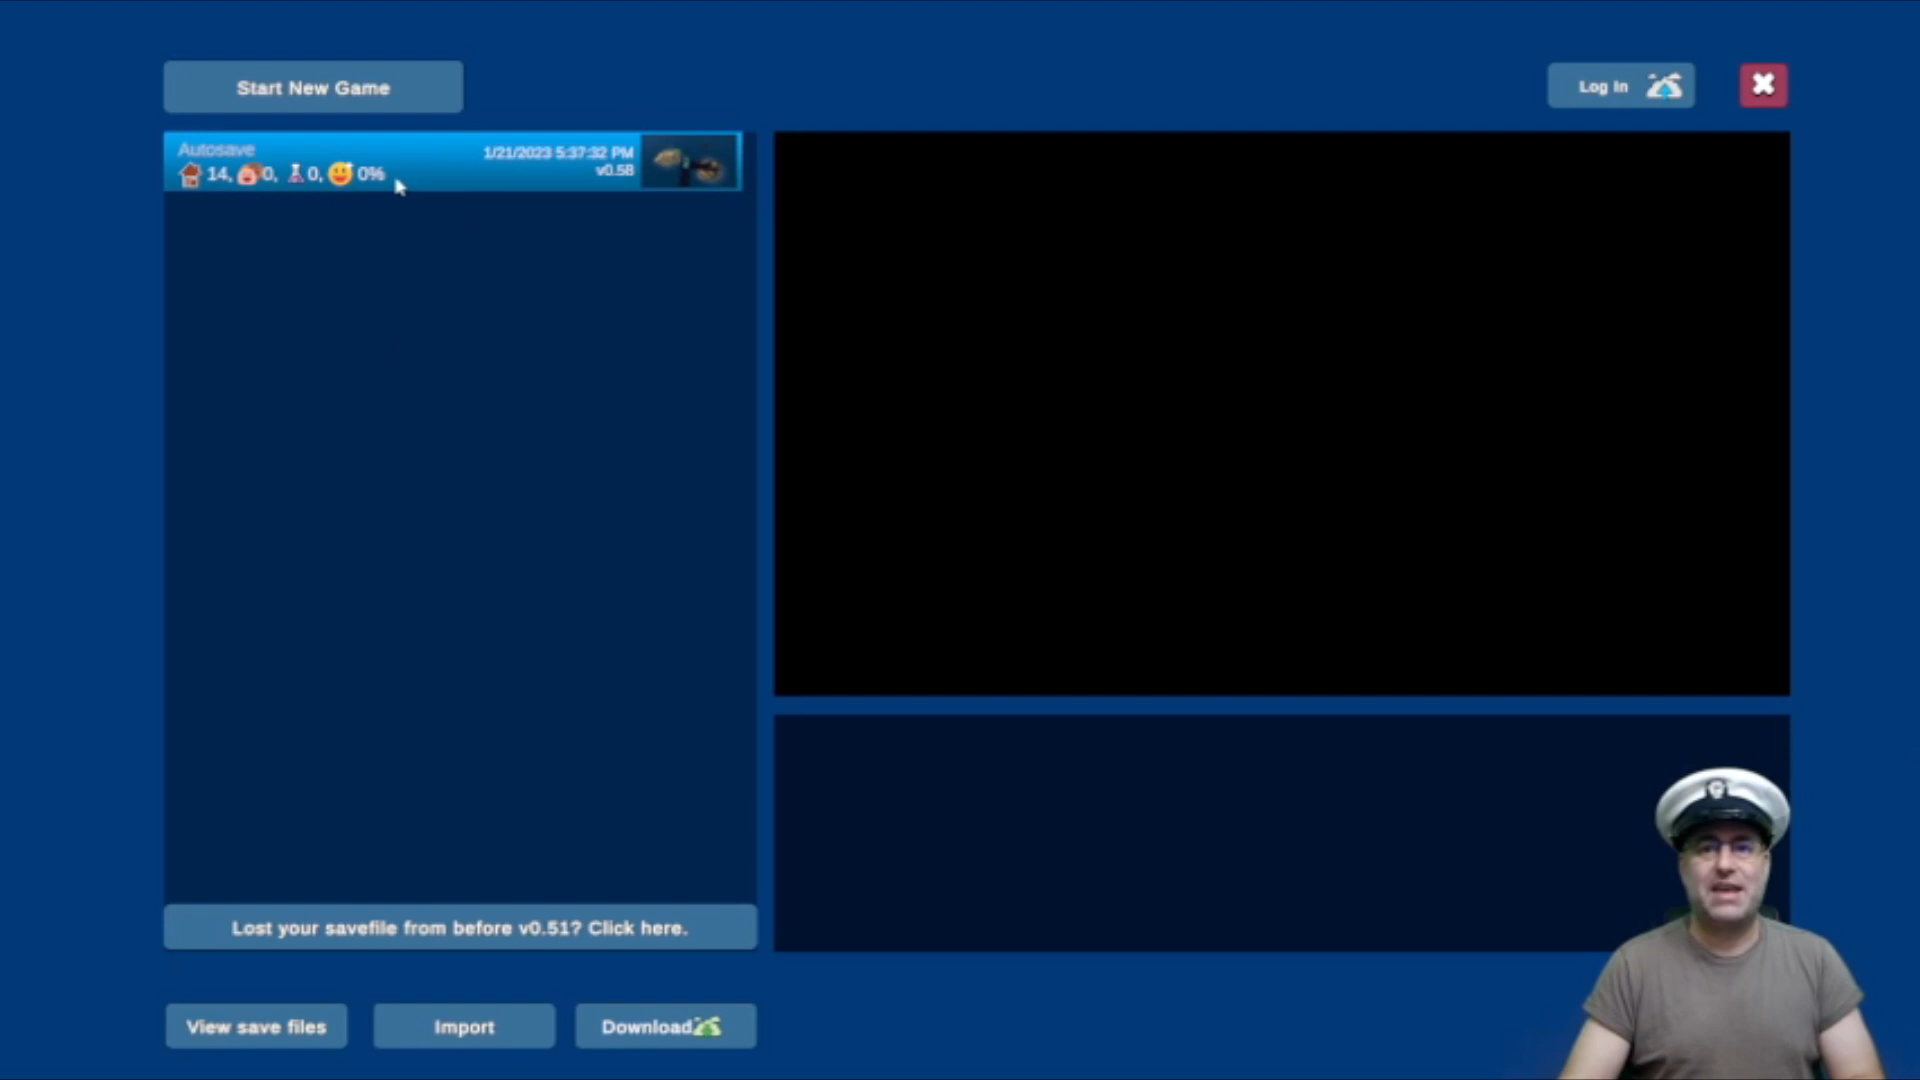 Start New Game
Log In
Autosave
1/21/2023 5:37:32 PM
14, 0, 0, 0%
v0.58
Lost your savefile from before v0.51? Click here.
View save files
Import
Download